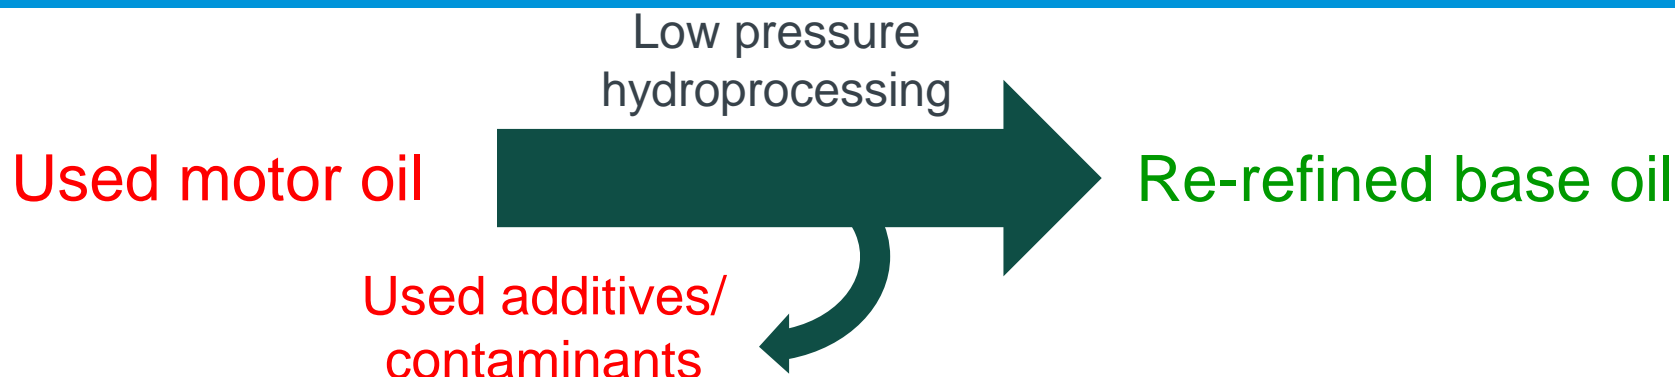 Low pressure
hydroprocessing
Used motor oil
Re-refined base oil
Used additives/
contaminants